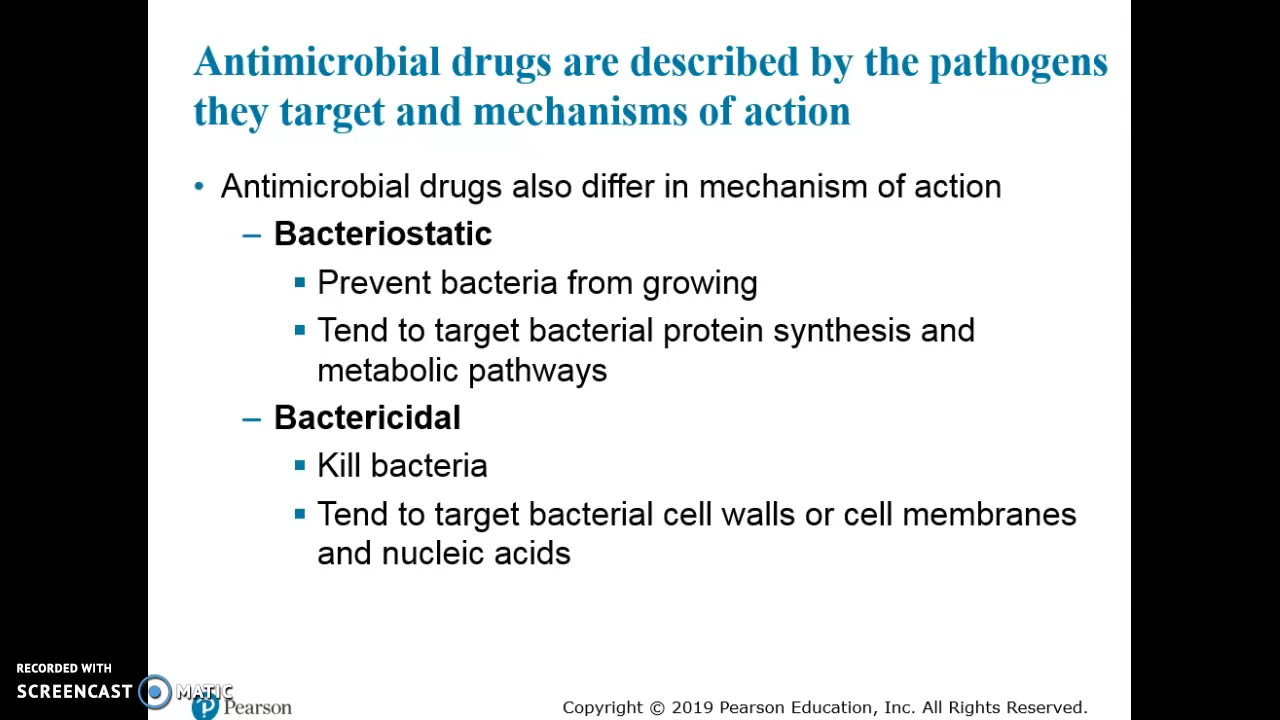 Antimicrobial drugs are described by the pathogens
they target and mechanisms of action
• Antimicrobial drugs also differ in mechanism of action
– Bacteriostatic
▪ Prevent bacteria from growing
▪ Tend to target bacterial protein synthesis and
metabolic pathways
– Bactericidal
▪ Kill bacteria
▪ Tend to target bacterial cell walls or cell membranes
and nucleic acids
RECORDED WITH
SCREENCAST MATIC
P Pearson
Copyright © 2019 Pearson Education, Inc. All Rights Reserved.